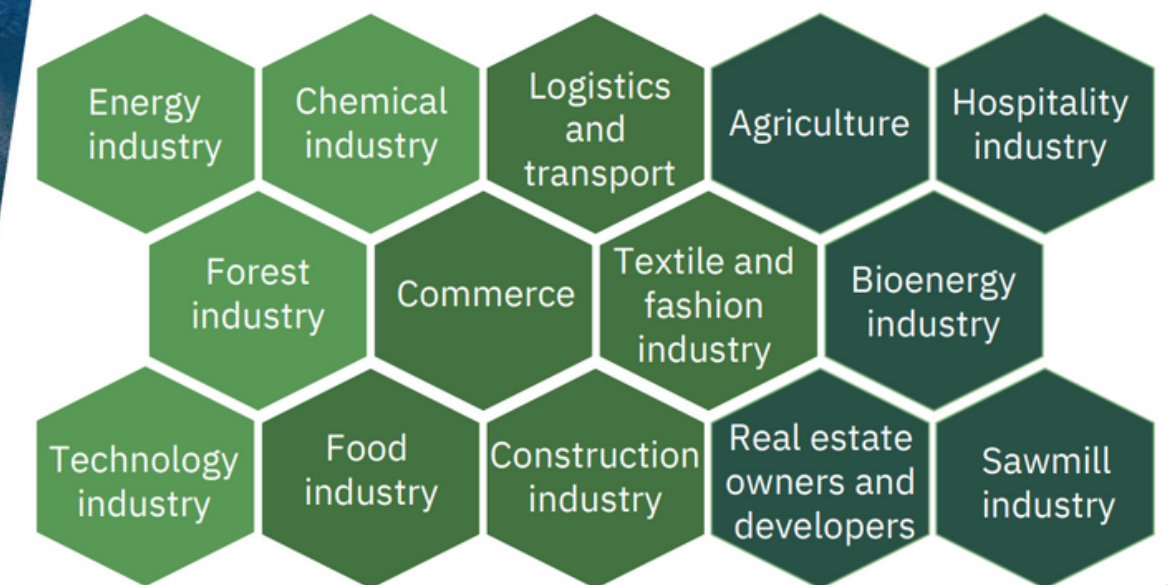 Energy
industry
Chemical
industry
Logistics
and
transport
Agriculture
Hospitality
industry
Forest
industry
Commerce
Textile and
fashion
industry
Bioenergy
industry
Technology
industry
Food
industry
Construction
industry
Real estate
owners and
developers
Sawmill
industry